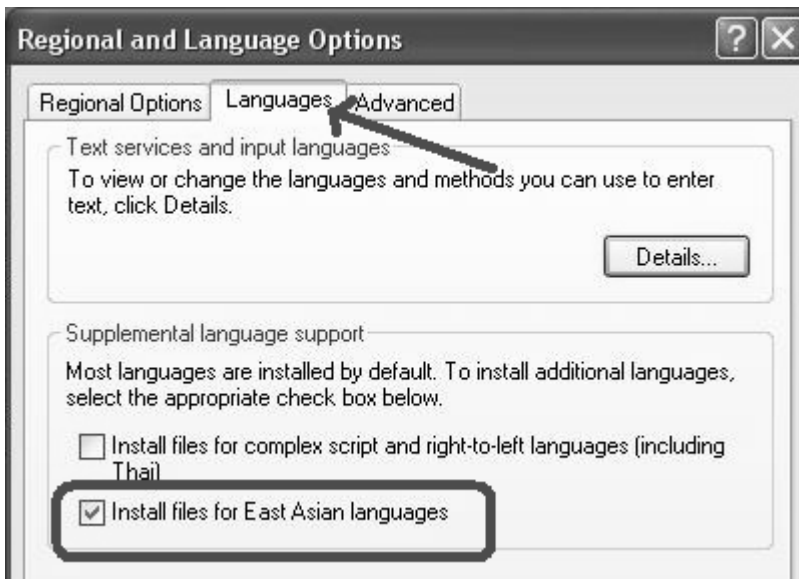 Regional and Language Options
Regional Options Languages Advanced
Text services and input languages
To view or change the languages and methods you can use to enter
text, click Details.
Details...
Supplemental language support
Most languages are installed by default. To install additional languages,
select the appropriate check box below.
Install files for complex script and right-to-left languages (including
Thai)
Install files for East Asian languages